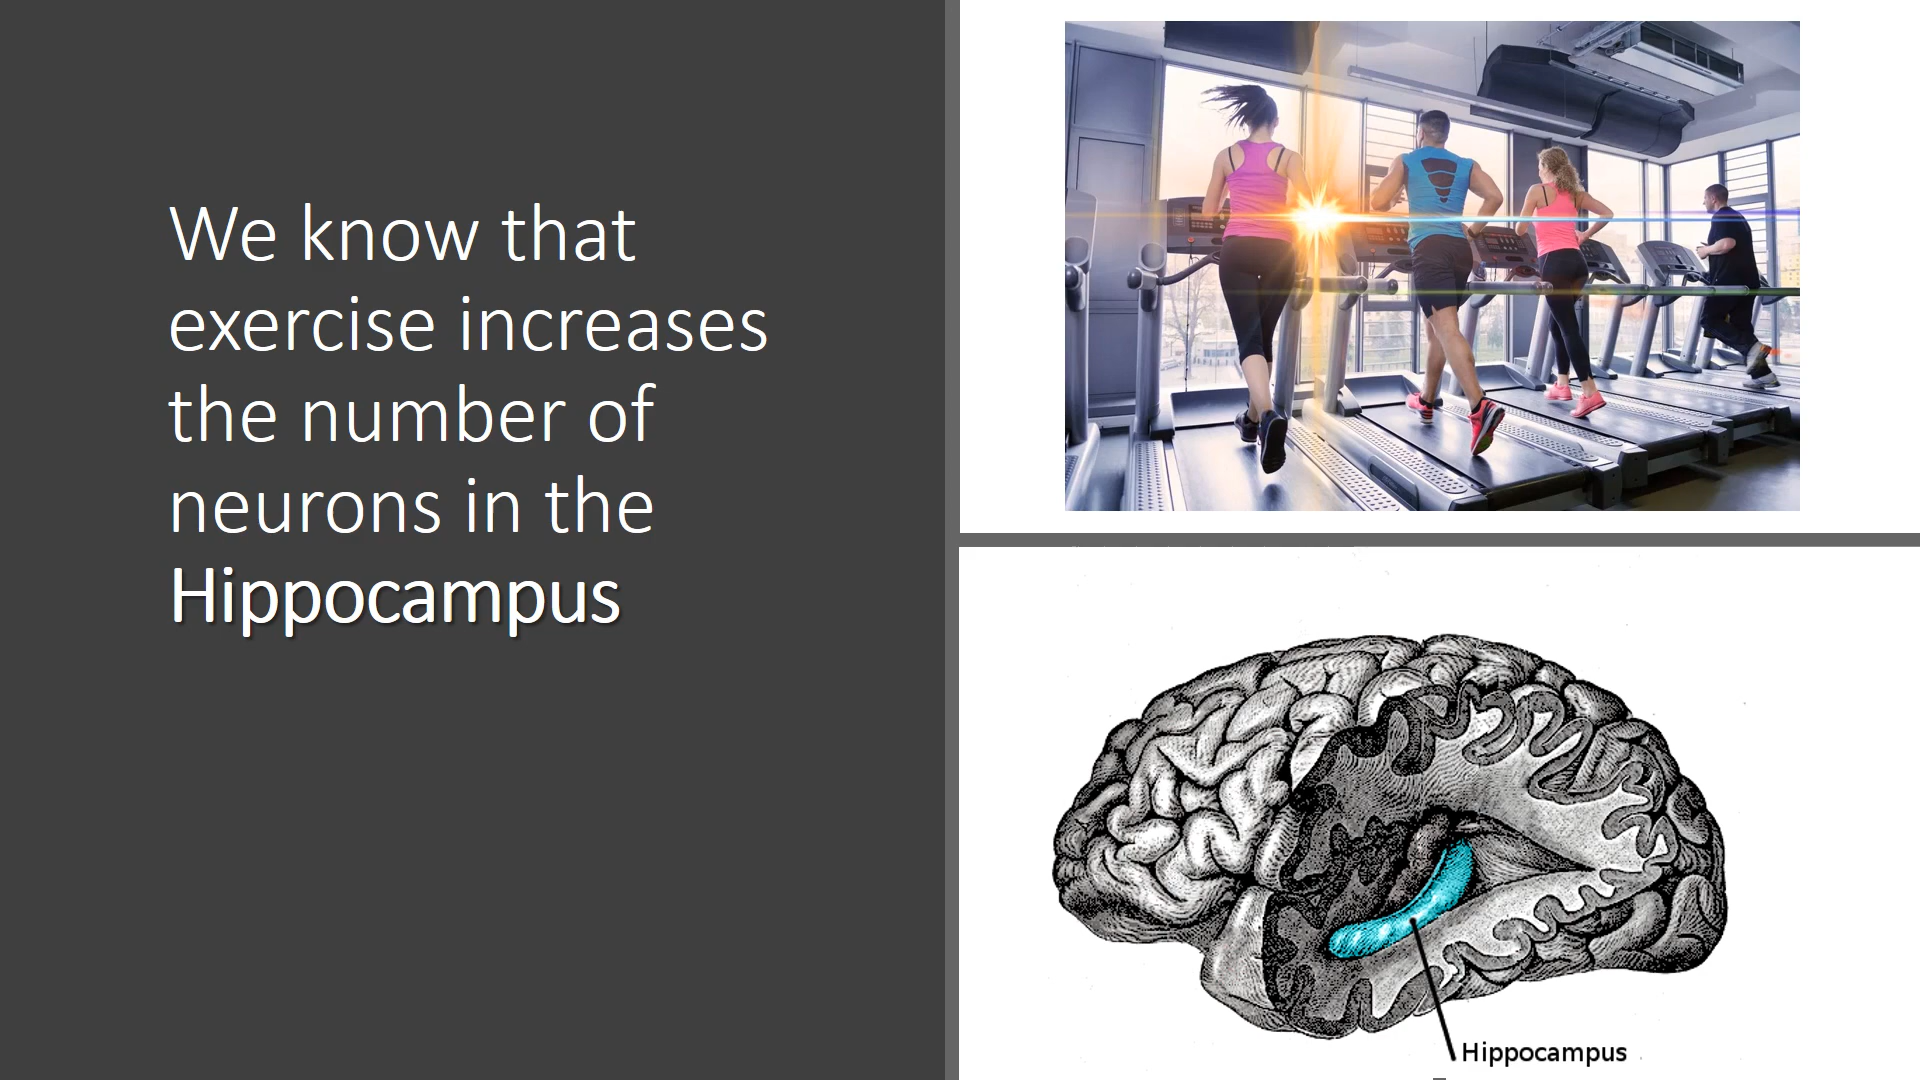 We know that
exercise increases
the number of
neurons in the
Hippocampus
Hippocampus